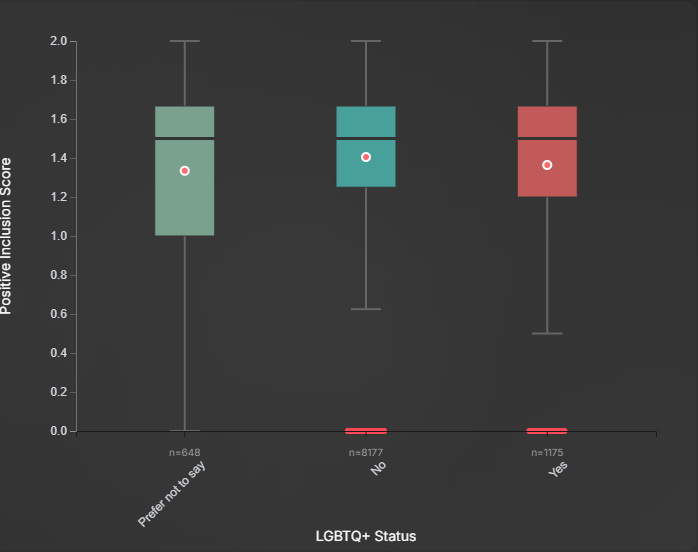 Positive Inclusion Score
2.0
1.8
1.6
1.4
1.2
1.0
0.8
0.6
0.4
0.2
0.0
n=648
n=8177
n=1175
Prefer not to say
No
Yes
LGBTQ+ Status